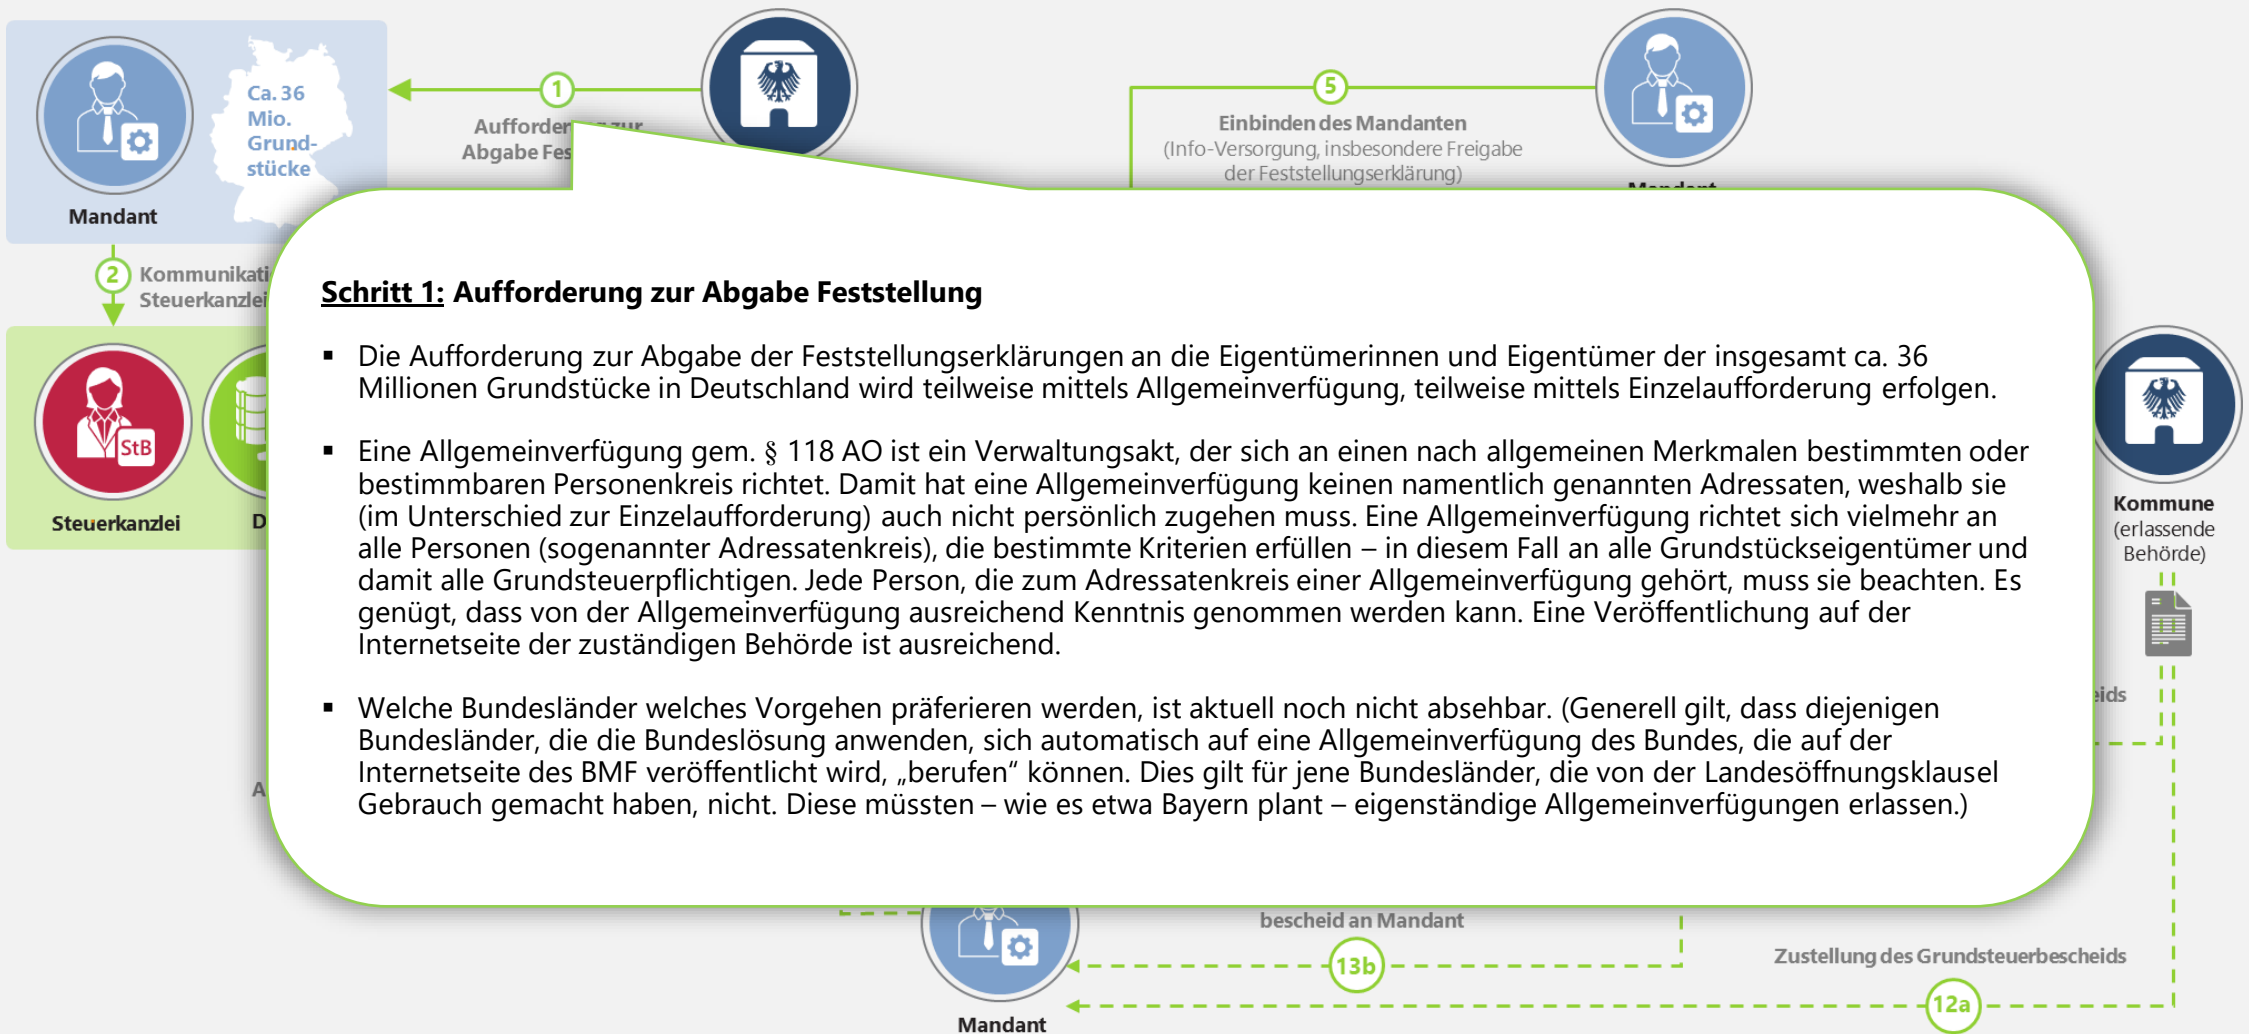 Ca. 36
Mio.
Grund-
stücke
Mandant
1
Aufforderung zur
Abgabe Fes
5
Einbinden des Mandanten
(Info-Versorgung, insbesondere Freigabe
der Feststellungserklärung)
Mandant
2
Kommunikati
Steuerkanzlei
StB
Steuerkanzlei
D
Schritt 1: Aufforderung zur Abgabe Feststellung
▪ Die Aufforderung zur Abgabe der Feststellungserklärungen an die Eigentümerinnen und Eigentümer der insgesamt ca. 36
Millionen Grundstücke in Deutschland wird teilweise mittels Allgemeinverfügung, teilweise mittels Einzelaufforderung erfolgen.
▪ Eine Allgemeinverfügung gem. § 118 AO ist ein Verwaltungsakt, der sich an einen nach allgemeinen Merkmalen bestimmten oder
bestimmbaren Personenkreis richtet. Damit hat eine Allgemeinverfügung keinen namentlich genannten Adressaten, weshalb sie
(im Unterschied zur Einzelaufforderung) auch nicht persönlich zugehen muss. Eine Allgemeinverfügung richtet sich vielmehr an
alle Personen (sogenannter Adressatenkreis), die bestimmte Kriterien erfüllen – in diesem Fall an alle Grundstückseigentümer und
damit alle Grundsteuerpflichtigen. Jede Person, die zum Adressatenkreis einer Allgemeinverfügung gehört, muss sie beachten. Es
genügt, dass von der Allgemeinverfügung ausreichend Kenntnis genommen werden kann. Eine Veröffentlichung auf der
Internetseite der zuständigen Behörde ist ausreichend.
▪ Welche Bundesländer welches Vorgehen präferieren werden, ist aktuell noch nicht absehbar. (Generell gilt, dass diejenigen
Bundesländer, die die Bundeslösung anwenden, sich automatisch auf eine Allgemeinverfügung des Bundes, die auf der
Internetseite des BMF veröffentlicht wird, „berufen“ können. Dies gilt für jene Bundesländer, die von der Landesöffnungsklausel
Gebrauch gemacht haben, nicht. Diese müssten – wie es etwa Bayern plant – eigenständige Allgemeinverfügungen erlassen.)
Kommune
(erlassende
Behörde)
eids
A
bescheid an Mandant
13b
Zustellung des Grundsteuerbescheids
12a
Mandant